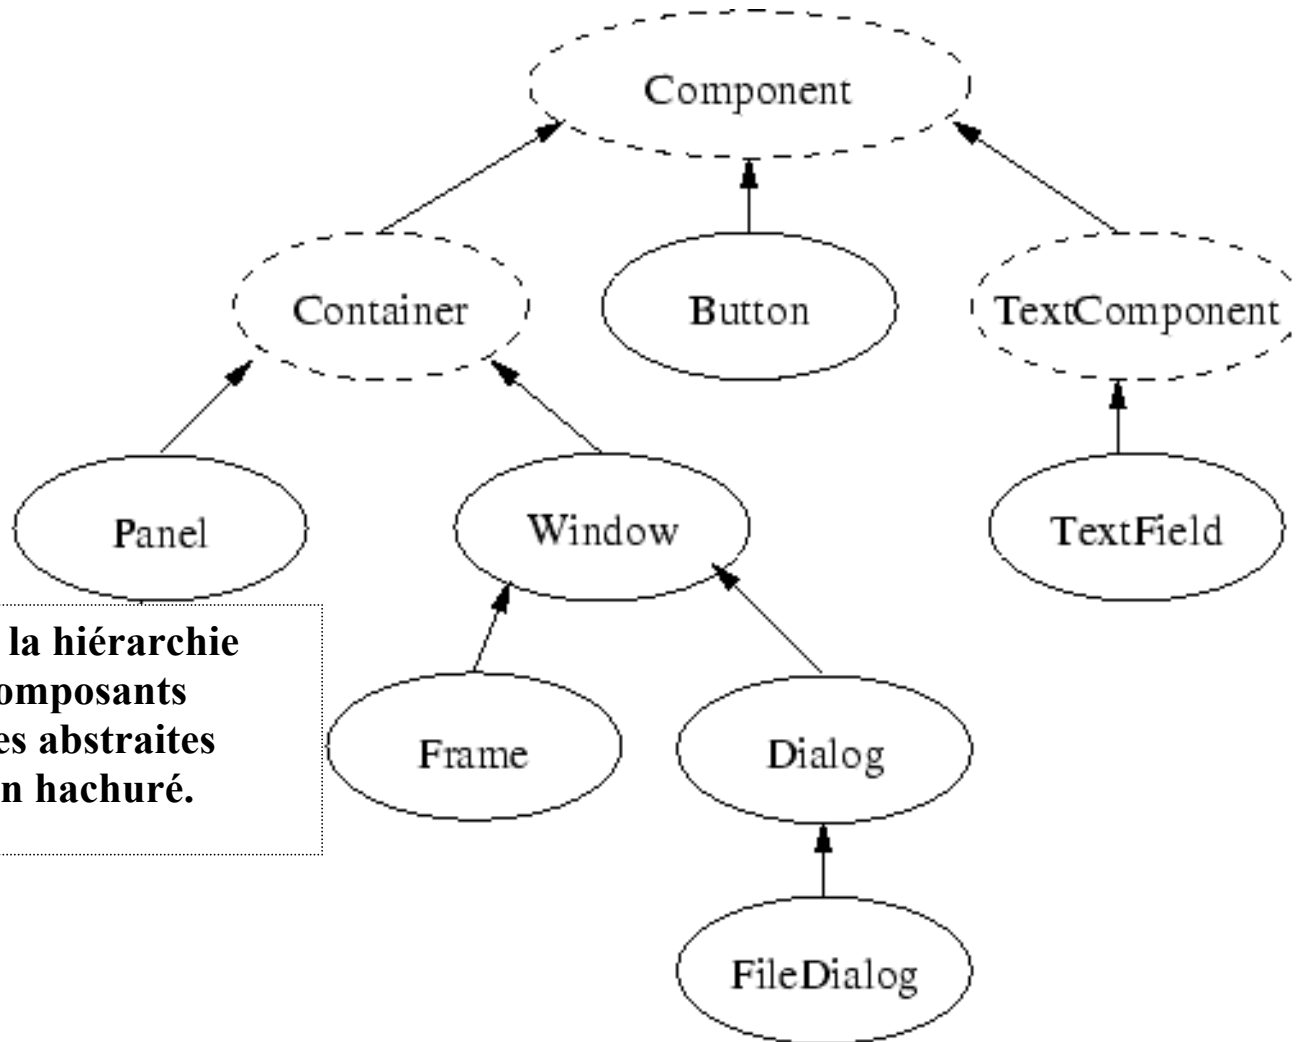 Component
Container
Button
TextComponent
Panel
Window
TextField
la hiérarchie
omposants
es abstraites
n hachuré.
Frame
Dialog
FileDialog